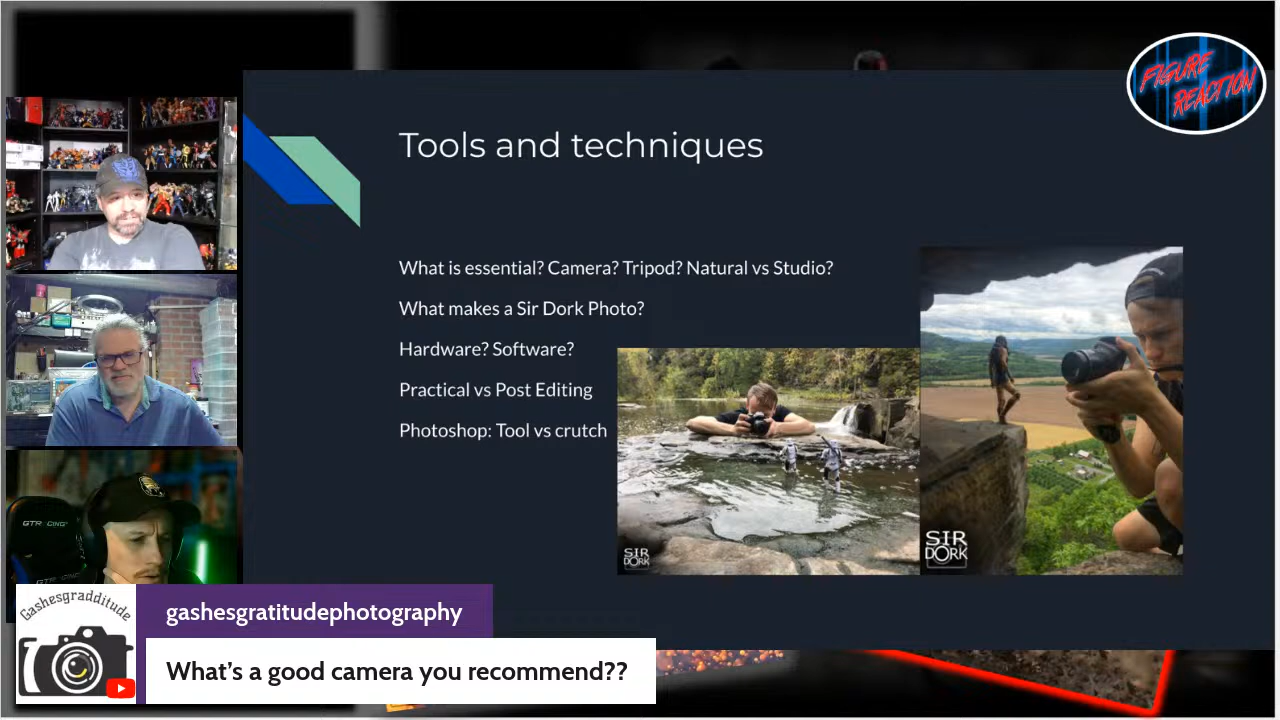 FIGURE
REACTION
Tools and techniques
What is essential? Camera? Tripod? Natural vs Studio?
What makes a Sir Dork Photo?
Hardware? Software?
Practical vs Post Editing
Photoshop: Tool vs crutch
SIR
DORK
SIR
DORK
GTRACING
Gashesgradditude
gashesgratitudephotography
What's a good camera you recommend??